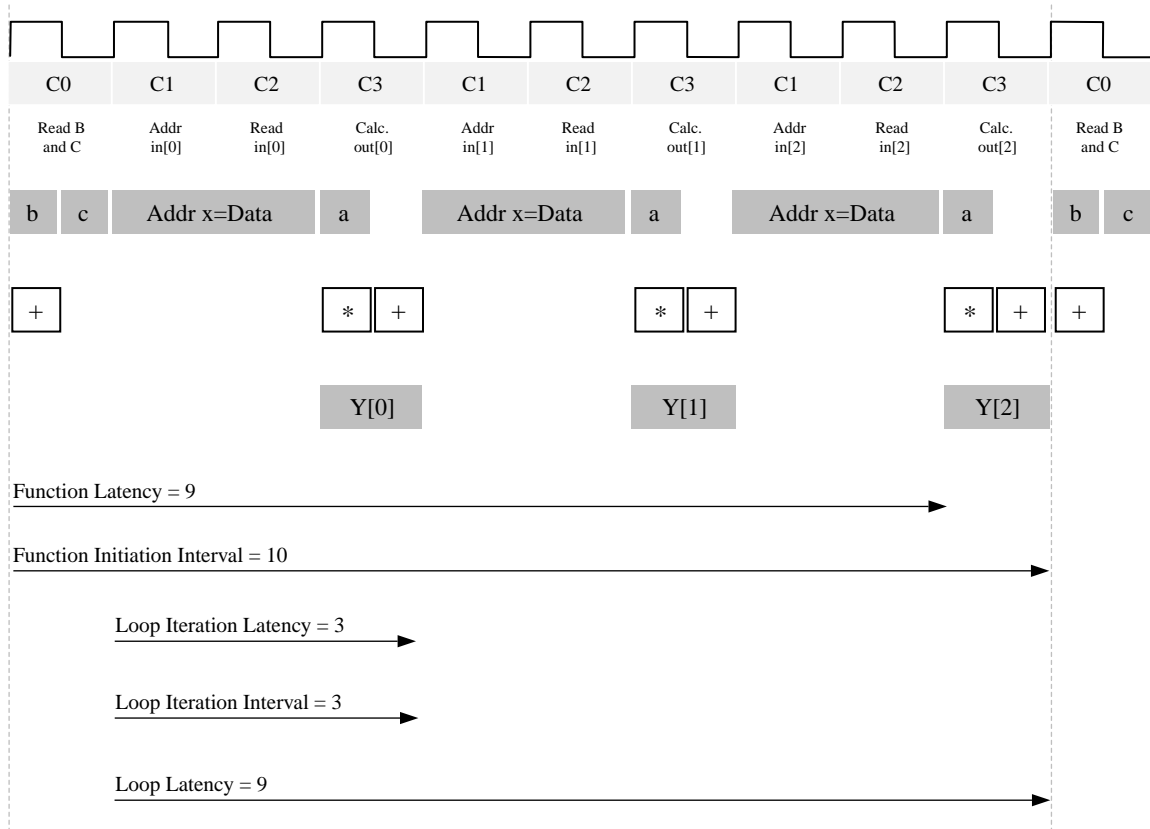 C0 C1 C2 C3 C1 C2 C3 C1 C2 C3 C0
Read B Addr Read Calc. Addr Read Calc. Addr Read Calc. Read B
and C in[0] in[0] out[0] in[1] in[1] out[1] in[2] in[2] out[2] and C
b c Addr x=Data a Addr x=Data a Addr x=Data a b c
+ * + * + * + +
Y[0] Y[1] Y[2]
Function Latency = 9
Function Initiation Interval = 10
Loop Iteration Latency = 3
Loop Iteration Interval = 3
Loop Latency = 9